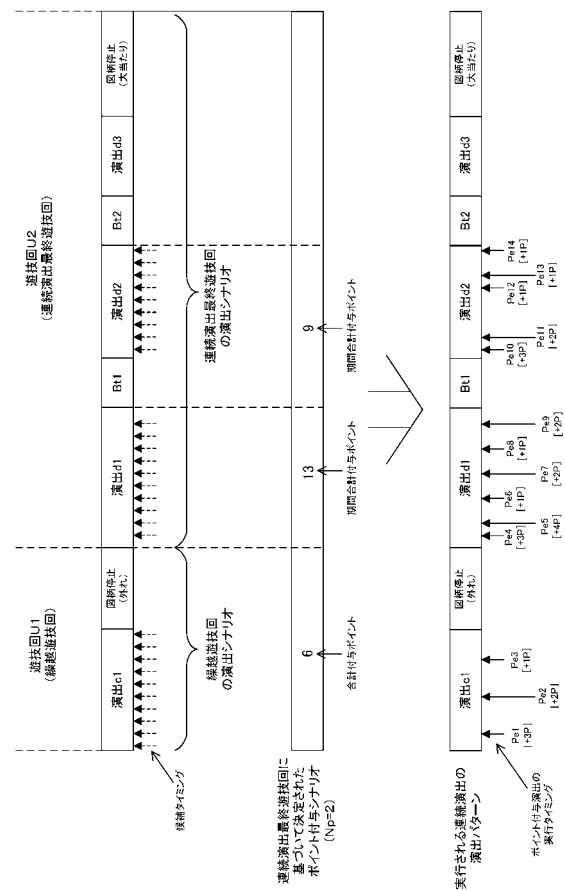 遊技回U1
(繰越遊技回)
遊技回U2
(連続演出最終遊技回)
演出c1
図柄停止
(外れ)
演出d1
Bt1
演出d2
Bt2
演出d3
図柄停止
(大当たり)
候補タイミング
繰越遊技回
の演出シナリオ
連続演出最終遊技回
の演出シナリオ
連続演出最終遊技回に
基づいて決定された
ポイント付与シナリオ
(Np=2)
6
13
9
合計付与ポイント
期間合計付与ポイント
期間合計付与ポイント
実行される連続演出の
演出パターン
演出c1
図柄停止
(外れ)
演出d1
Bt1
演出d2
Bt2
演出d3
図柄停止
(大当たり)
Pe1
[+3P]
Pe2
[+2P]
Pe3
[+1P]
Pe4
[+3P]
Pe5
[+4P]
Pe6
[+1P]
Pe7
[+2P]
Pe8
[+1P]
Pe9
[+2P]
Pe10
[+3P]
Pe11
[+2P]
Pe12
[+1P]
Pe13
[+1P]
Pe14
[+1P]
ポイント付与演出の
実行タイミング